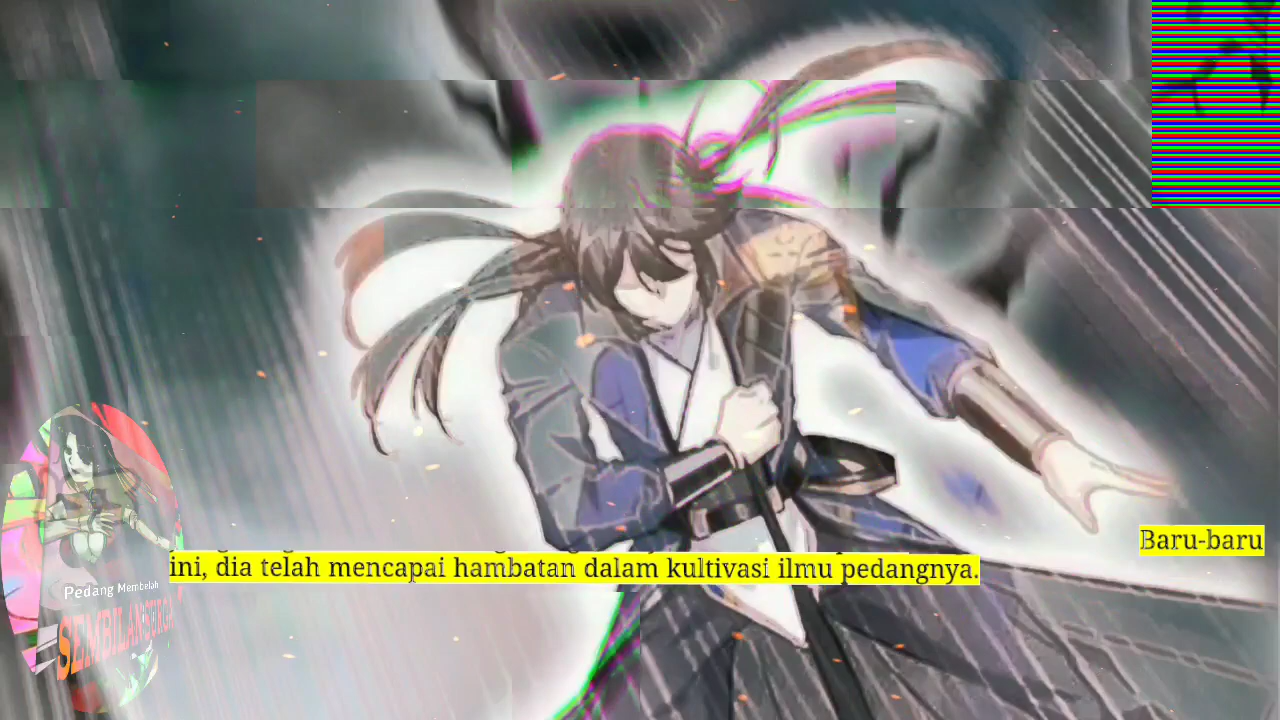 Baru-baru
ini, dia telah mencapai hambatan dalam kultivasi ilmu pedangnya.
Pedang Membelah
SEMBILAN SURGA